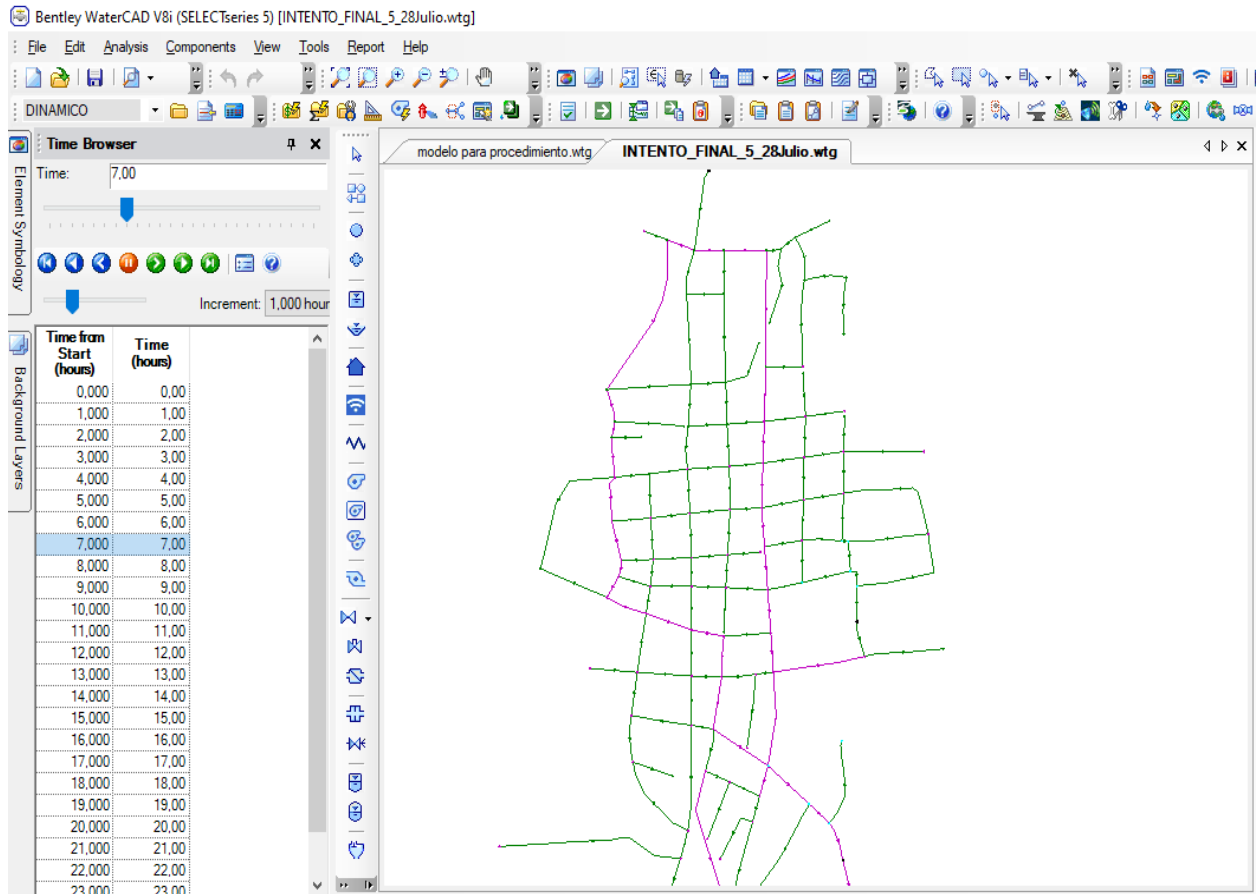 Bentley WaterCAD V8i (SELECTseries 5) [INTENTO_FINAL_5_28Julio.wtg]
File Edit Analysis Components View Tools Report Help
DINAMICO
Time Browser
modelo para procedimiento.wtg INTENTO_FINAL_5_28Julio.wtg
Element Symbology
Background Layers
Time: 7,00
Increment: 1,000 hour
Time from Start (hours) Time (hours)
0,000 0,00
1,000 1,00
2,000 2,00
3,000 3,00
4,000 4,00
5,000 5,00
6,000 6,00
7,000 7,00
8,000 8,00
9,000 9,00
10,000 10,00
11,000 11,00
12,000 12,00
13,000 13,00
14,000 14,00
15,000 15,00
16,000 16,00
17,000 17,00
18,000 18,00
19,000 19,00
20,000 20,00
21,000 21,00
22,000 22,00
23,000 23,00